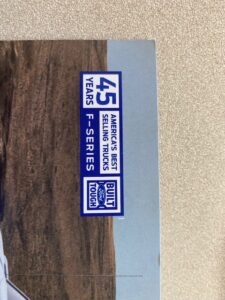 45
YEARS
AMERICA'S BEST
SELLING TRUCKS
F-SERIES
BUILT
Ford
TOUGH